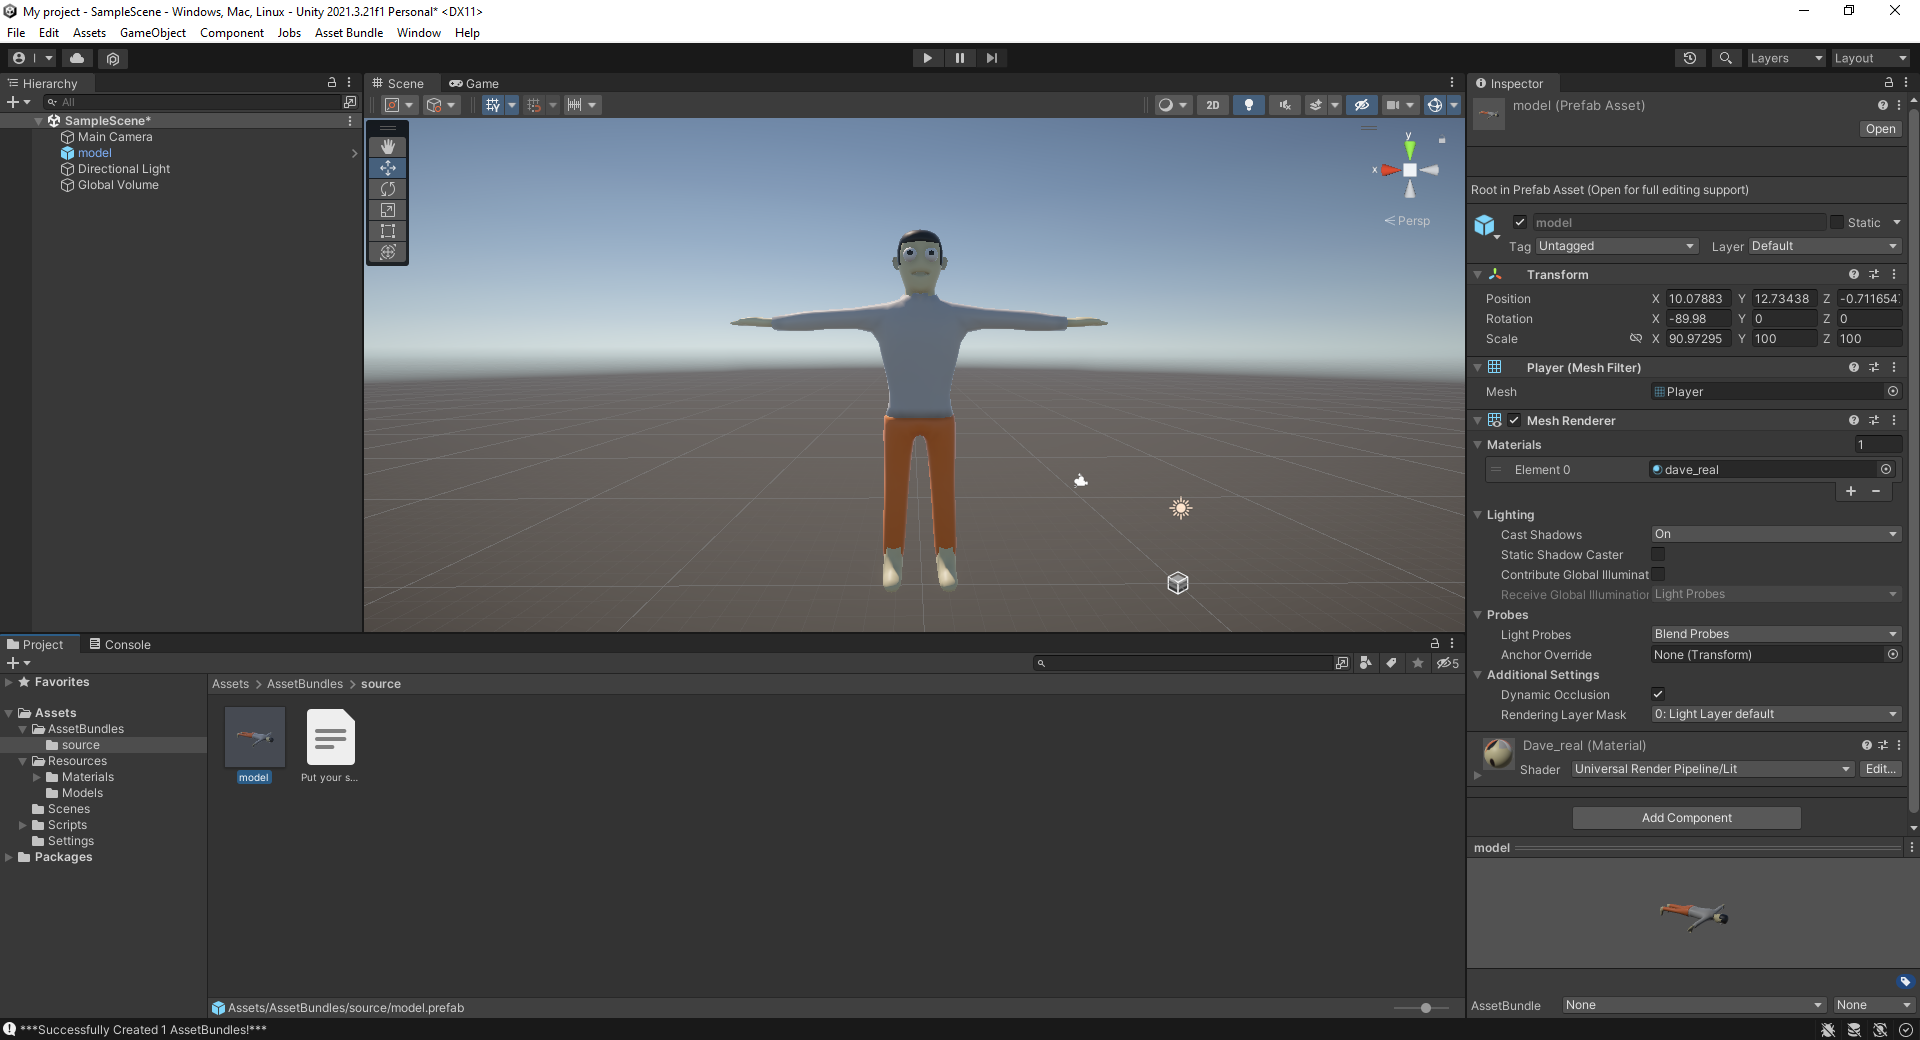 My project - SampleScene - Windows, Mac, Linux - Unity 2021.3.21f1 Personal* <DX11>
File Edit Assets GameObject Component Jobs Asset Bundle Window Help
Layers Layout
Hierarchy
All
SampleScene*
Main Camera
model
Directional Light
Global Volume
Scene Game
2D
y
x
Persp
Inspector
model (Prefab Asset)
Open
Root in Prefab Asset (Open for full editing support)
model Static
Tag Untagged Layer Default
Transform
Position X 10.07883 Y 12.73438 Z -0.711654
Rotation X -89.98 Y 0 Z 0
Scale X 90.97295 Y 100 Z 100
Player (Mesh Filter)
Mesh Player
Mesh Renderer
Materials 1
Element 0 dave_real
+ −
Lighting
Cast Shadows On
Static Shadow Caster
Contribute Global Illuminat
Receive Global Illumination Light Probes
Probes
Light Probes Blend Probes
Anchor Override None (Transform)
Additional Settings
Dynamic Occlusion
Rendering Layer Mask 0: Light Layer default
Dave_real (Material)
Shader Universal Render Pipeline/Lit Edit...
Add Component
model
AssetBundle None None
Project Console
5
Favorites
Assets
AssetBundles
source
Resources
Materials
Models
Scenes
Scripts
Settings
Packages
Assets > AssetBundles > source
model
Put your s...
Assets/AssetBundles/source/model.prefab
***Successfully Created 1 AssetBundles!***